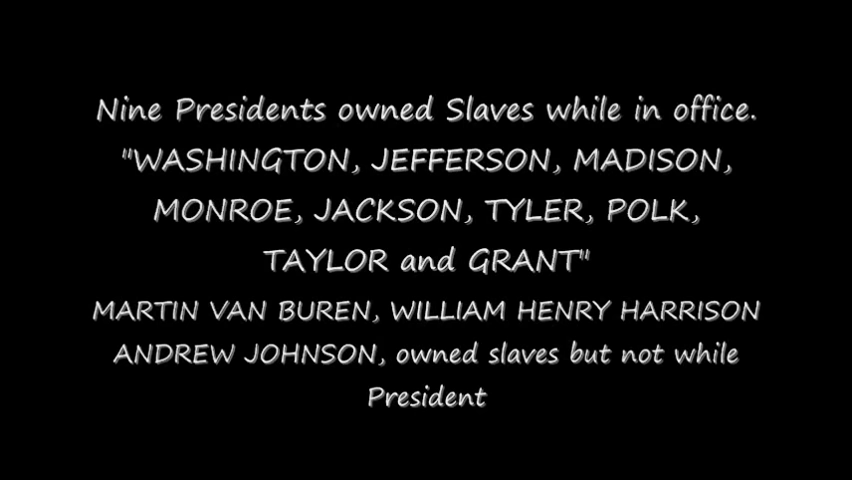 Nine Presidents owned Slaves while in office.
"WASHINGTON, JEFFERSON, MADISON,
MONROE, JACKSON, TYLER, POLK,
TAYLOR and GRANT"
MARTIN VAN BUREN, WILLIAM HENRY HARRISON
ANDREW JOHNSON, owned slaves but not while
President